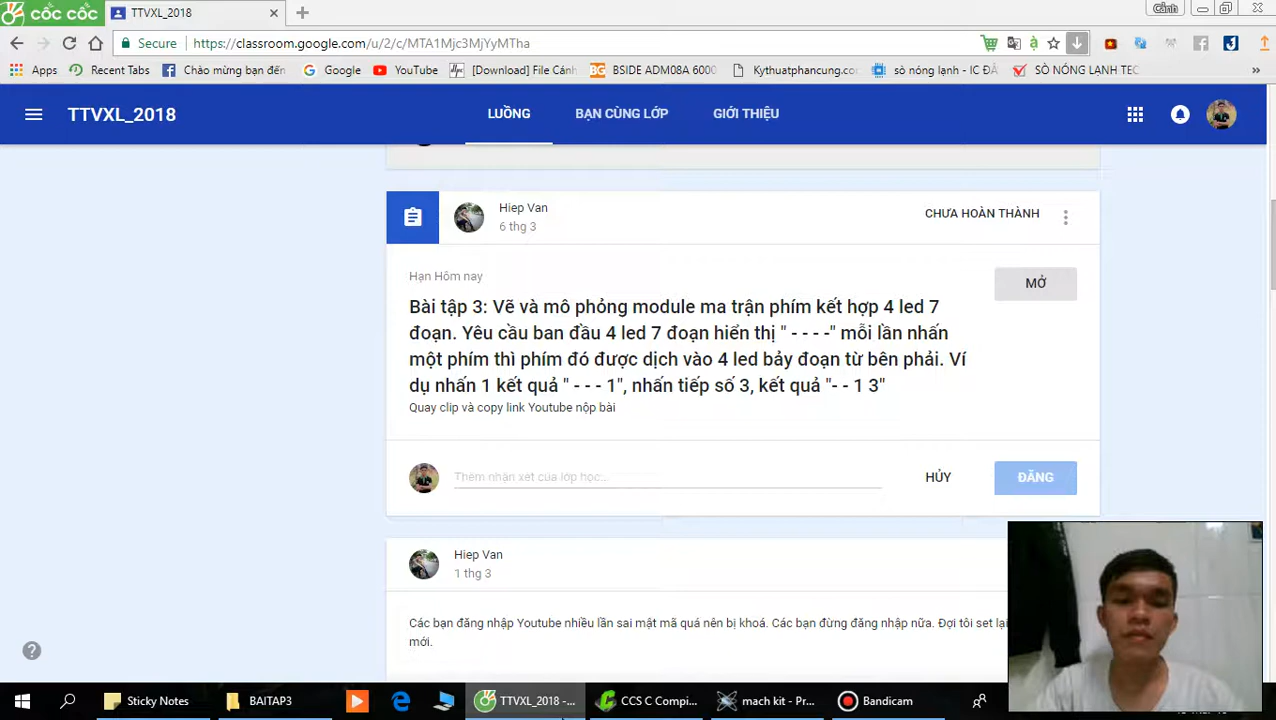 cốc cốc
TTVXL_2018
Cảnh
Secure
https://classroom.google.com/u/2/c/MTA1Mjc3MjYyMTha
Apps
Recent Tabs
Chào mừng bạn đến
Google
YouTube
[Download] File Cảnh
BSIDE ADM08A 6000
Kythuatphancung.co
sò nóng lạnh - IC ĐÁ
SÒ NÓNG LẠNH TEC
»
TTVXL_2018
LUỒNG
BẠN CÙNG LỚP
GIỚI THIỆU
Hiep Van
6 thg 3
CHƯA HOÀN THÀNH
Hạn Hôm nay
MỞ
Bài tập 3: Vẽ và mô phỏng module ma trận phím kết hợp 4 led 7
đoạn. Yêu cầu ban đầu 4 led 7 đoạn hiển thị " - - - -" mỗi lần nhấn
một phím thì phím đó được dịch vào 4 led bảy đoạn từ bên phải. Ví
dụ nhấn 1 kết quả " - - - 1", nhấn tiếp số 3, kết quả "- - 1 3"
Quay clip và copy link Youtube nộp bài
Thêm nhận xét của lớp học...
HỦY
ĐĂNG
Hiep Van
1 thg 3
Các bạn đăng nhập Youtube nhiều lần sai mật mã quá nên bị khoá. Các bạn đừng đăng nhập nữa. Đợi tôi set lại
mới.
Sticky Notes
BAITAP3
TTVXL_2018 -...
CCS C Compi...
mach kit - Pr...
Bandicam